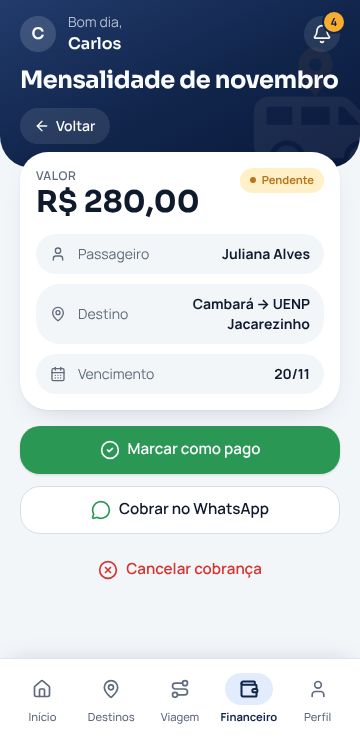 C
Bom dia,
Carlos
4
Mensalidade de novembro
Voltar
VALOR
R$ 280,00
Pendente
Passageiro
Juliana Alves
Destino
Cambará → UENP
Jacarezinho
Vencimento
20/11
Marcar como pago
Cobrar no WhatsApp
Cancelar cobrança
Início
Destinos
Viagem
Financeiro
Perfil